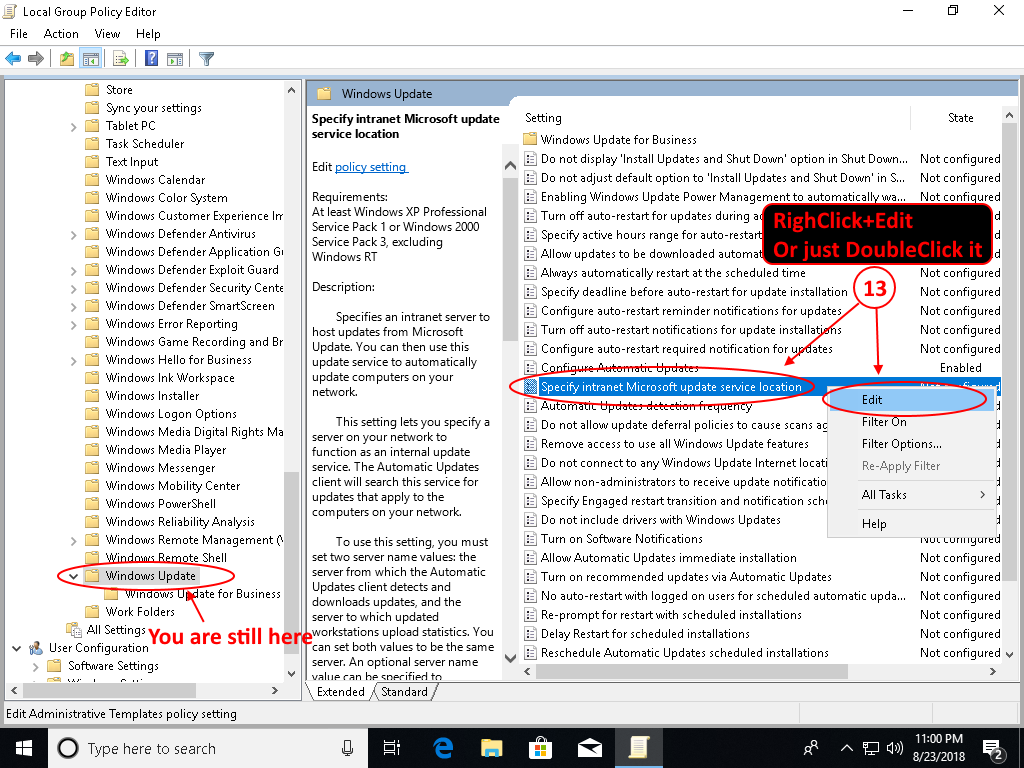 Local Group Policy Editor
File Action View Help
Store
Sync your settings
Tablet PC
Task Scheduler
Text Input
Windows Calendar
Windows Color System
Windows Customer Experience Im
Windows Defender Antivirus
Windows Defender Application Gu
Windows Defender Exploit Guard
Windows Defender Security Cente
Windows Defender SmartScreen
Windows Error Reporting
Windows Game Recording and Br
Windows Hello for Business
Windows Ink Workspace
Windows Installer
Windows Logon Options
Windows Media Digital Rights Ma
Windows Media Player
Windows Messenger
Windows Mobility Center
Windows PowerShell
Windows Reliability Analysis
Windows Remote Management (W
Windows Remote Shell
Windows Update
Windows Update for Business
Work Folders
All Settings
You are still here
User Configuration
Software Settings
Windows Update
Specify intranet Microsoft update
service location
Edit policy setting
Requirements:
At least Windows XP Professional
Service Pack 1 or Windows 2000
Service Pack 3, excluding
Windows RT
Description:
Specifies an intranet server to
host updates from Microsoft
Update. You can then use this
update service to automatically
update computers on your
network.
This setting lets you specify a
server on your network to
function as an internal update
service. The Automatic Updates
client will search this service for
updates that apply to the
computers on your network.
To use this setting, you must
set two server name values: the
server from which the Automatic
Updates client detects and
downloads updates, and the
server to which updated
workstations upload statistics. You
can set both values to be the same
server. An optional server name
value can be specified to
Setting State
Windows Update for Business
Do not display 'Install Updates and Shut Down' option in Shut Down... Not configured
Do not adjust default option to 'Install Updates and Shut Down' in S... Not configured
Enabling Windows Update Power Management to automatically wa... Not configured
Turn off auto-restart for updates during ac
Specify active hours range for auto-restart
Allow updates to be downloaded automat
RighClick+Edit
Or just DoubleClick it
13
Always automatically restart at the scheduled time Not configured
Specify deadline before auto-restart for update installation Not configured
Configure auto-restart reminder notifications for updates Not configured
Turn off auto-restart notifications for update installations Not configured
Configure auto-restart required notification for updates Not configured
Configure Automatic Updates Enabled
Specify intranet Microsoft update service location Not configured
Automatic Updates detection frequency
Do not allow update deferral policies to cause scans ag
Remove access to use all Windows Update features
Do not connect to any Windows Update Internet locati
Allow non-administrators to receive update notificatio
Specify Engaged restart transition and notification sche
Do not include drivers with Windows Updates
Turn on Software Notifications Not configured
Allow Automatic Updates immediate installation Not configured
Turn on recommended updates via Automatic Updates Not configured
No auto-restart with logged on users for scheduled automatic upda... Not configured
Re-prompt for restart with scheduled installations Not configured
Delay Restart for scheduled installations Not configured
Reschedule Automatic Updates scheduled installations Not configured
Edit
Filter On
Filter Options...
Re-Apply Filter
All Tasks
Help
Extended Standard
Edit Administrative Templates policy setting
Type here to search
11:00 PM
8/23/2018
2